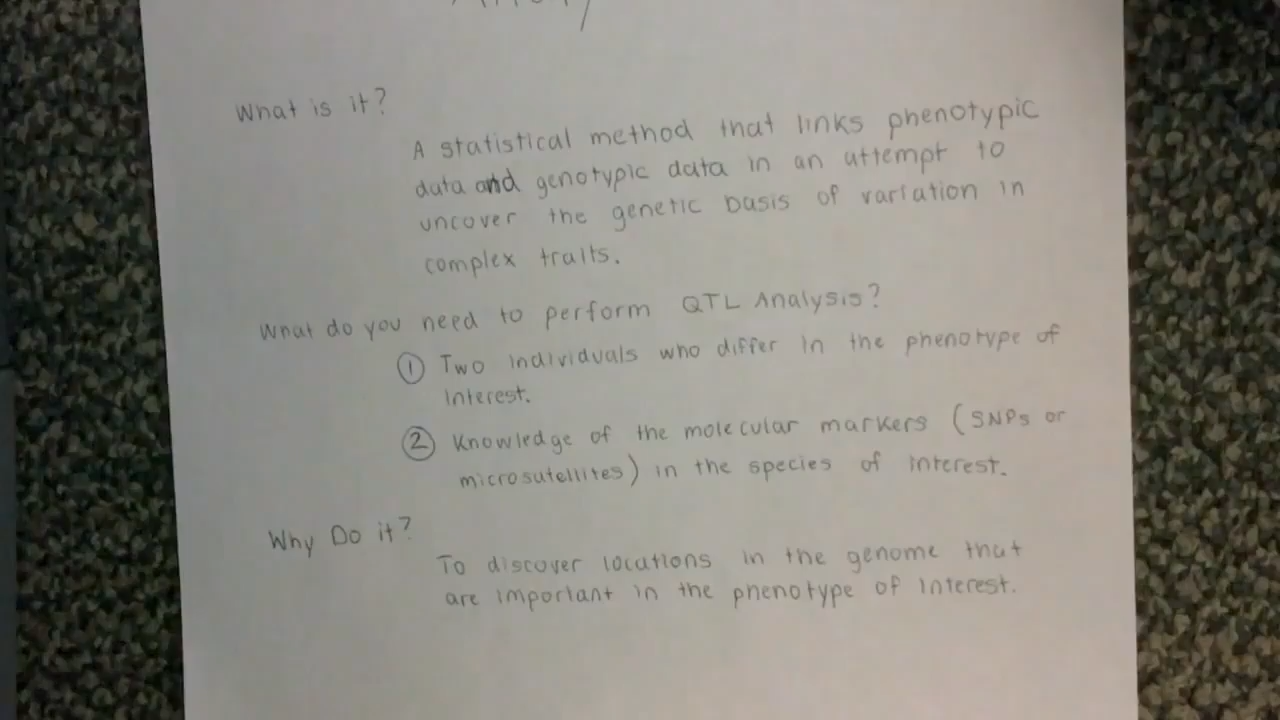 What is it?
A statistical method that links phenotypic
data and genotypic data in an attempt to
uncover the genetic basis of variation in
complex traits.
What do you need to perform QTL Analysis?
① Two individuals who differ in the phenotype of
interest.
② Knowledge of the molecular markers (SNPs or
microsatellites) in the species of interest.
Why Do it?
To discover locations in the genome that
are important in the phenotype of interest.